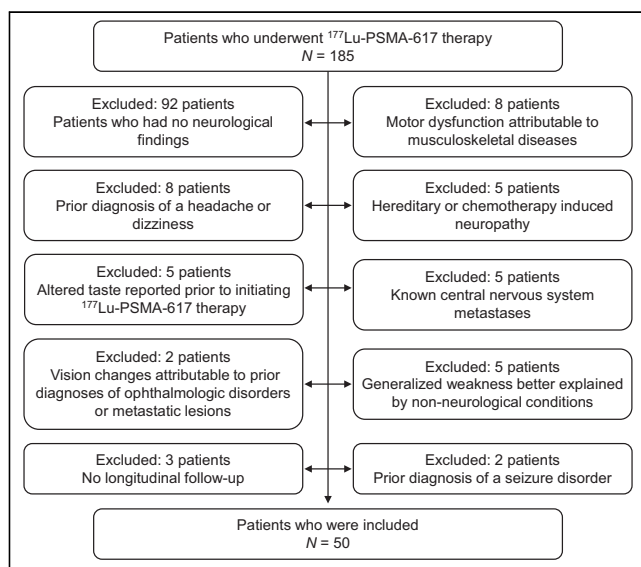 Patients who underwent ¹⁷⁷Lu-PSMA-617 therapy
N = 185
Excluded: 92 patients
Patients who had no neurological
findings
Excluded: 8 patients
Motor dysfunction attributable to
musculoskeletal diseases
Excluded: 8 patients
Prior diagnosis of a headache or
dizziness
Excluded: 5 patients
Hereditary or chemotherapy induced
neuropathy
Excluded: 5 patients
Altered taste reported prior to initiating
¹⁷⁷Lu-PSMA-617 therapy
Excluded: 5 patients
Known central nervous system
metastases
Excluded: 2 patients
Vision changes attributable to prior
diagnoses of ophthalmologic disorders
or metastatic lesions
Excluded: 5 patients
Generalized weakness better explained
by non-neurological conditions
Excluded: 3 patients
No longitudinal follow-up
Excluded: 2 patients
Prior diagnosis of a seizure disorder
Patients who were included
N = 50